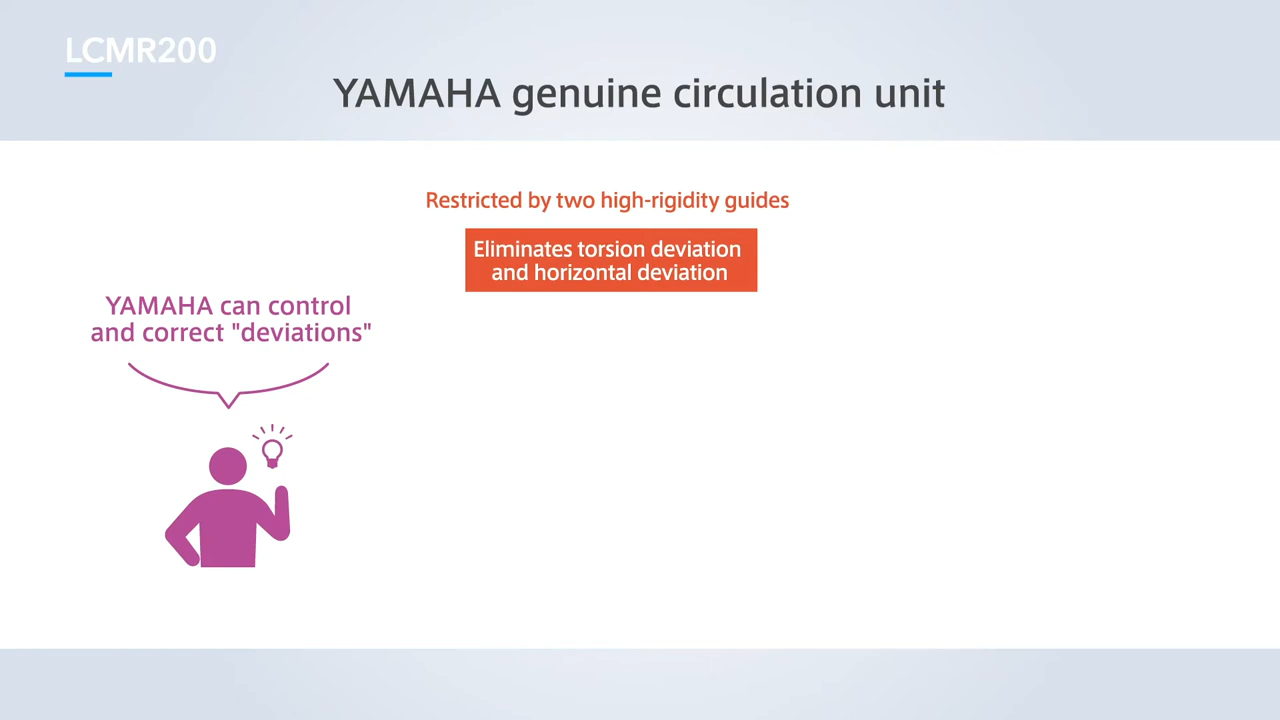 LCMR200
YAMAHA genuine circulation unit
Restricted by two high-rigidity guides
Eliminates torsion deviation
and horizontal deviation
YAMAHA can control
and correct "deviations"